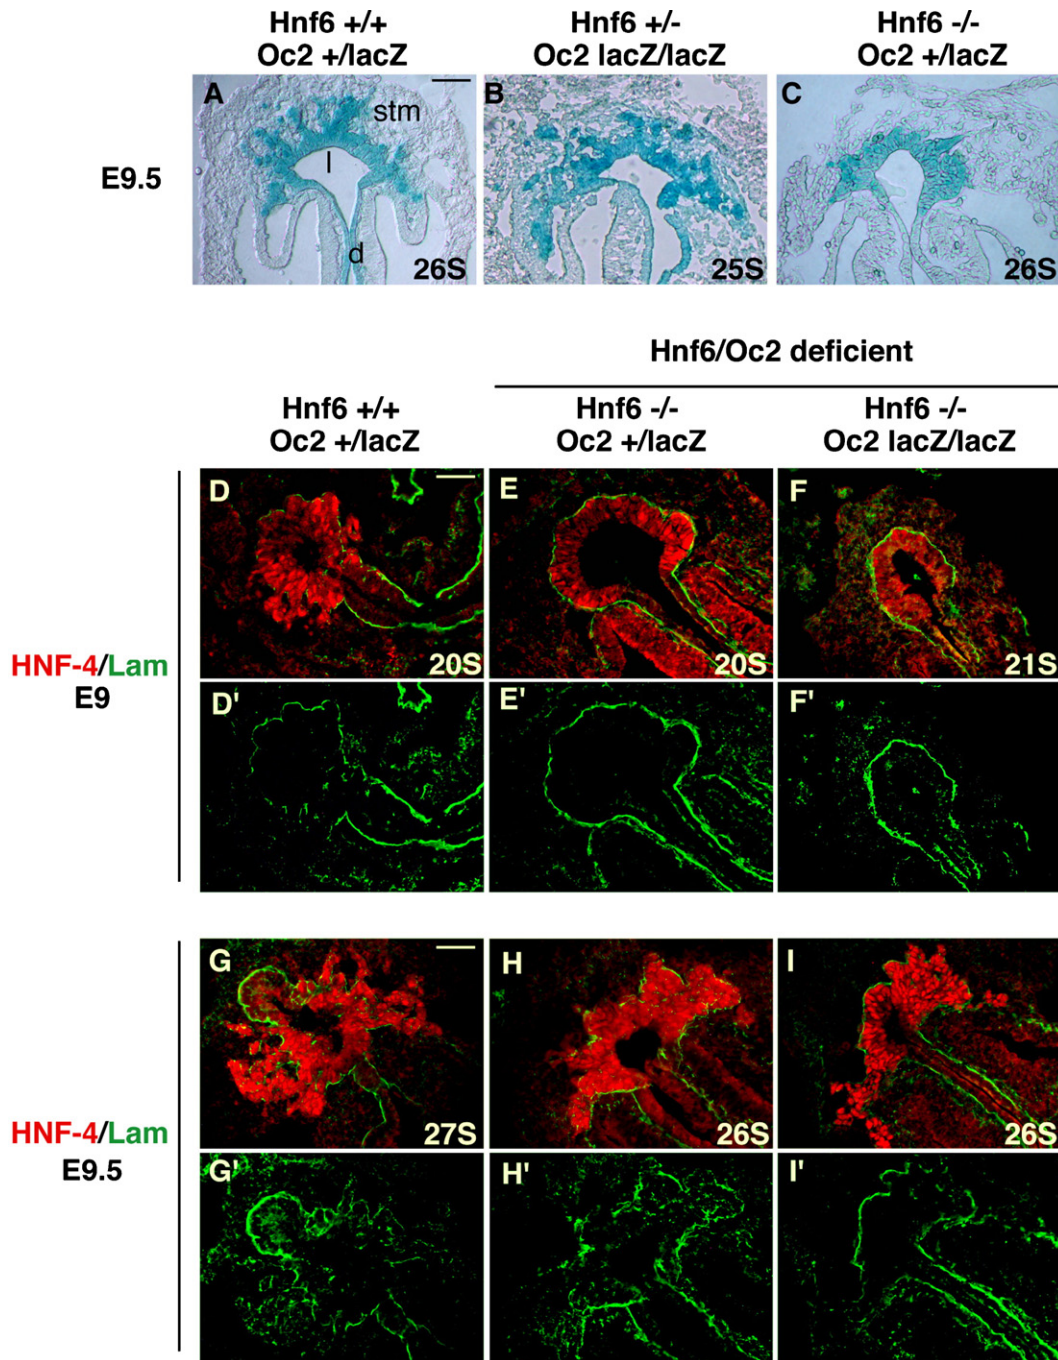 Hnf6 +/+
Oc2 +/lacZ
Hnf6 +/-
Oc2 lacZ/lacZ
Hnf6 -/-
Oc2 +/lacZ
E9.5
A
stm
l
d
26S
B
25S
C
26S
Hnf6/Oc2 deficient
Hnf6 +/+
Oc2 +/lacZ
Hnf6 -/-
Oc2 +/lacZ
Hnf6 -/-
Oc2 lacZ/lacZ
HNF-4/Lam
E9
D
20S
E
20S
F
21S
D'
E'
F'
HNF-4/Lam
E9.5
G
27S
H
26S
I
26S
G'
H'
I'